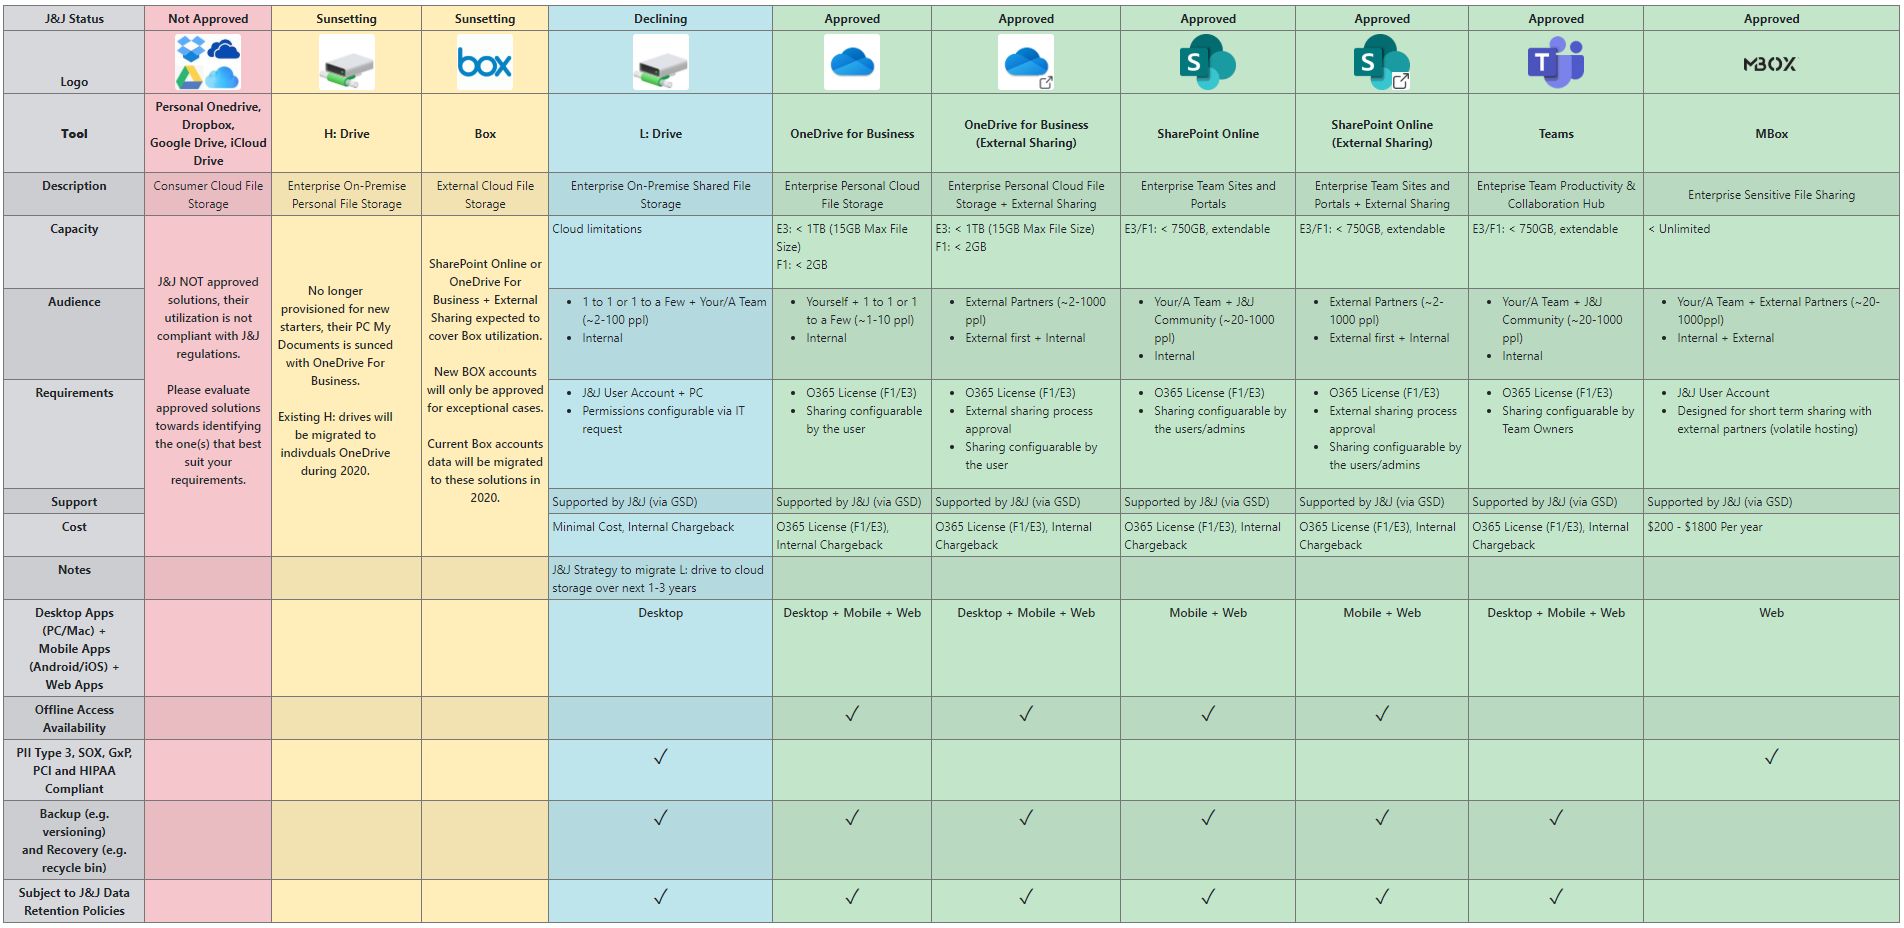 J&J Status
Not Approved
Sunsetting
Sunsetting
Declining
Approved
Approved
Approved
Approved
Approved
Approved
Logo
box
S
S
T
MBOX
Tool
Personal Onedrive,
Dropbox,
Google Drive, iCloud
Drive
H: Drive
Box
L: Drive
OneDrive for Business
OneDrive for Business
(External Sharing)
SharePoint Online
SharePoint Online
(External Sharing)
Teams
MBox
Description
Consumer Cloud File
Storage
Enterprise On-Premise
Personal File Storage
External Cloud File
Storage
Enterprise On-Premise Shared File
Storage
Enterprise Personal Cloud
File Storage
Enterprise Personal Cloud File
Storage + External Sharing
Enterprise Team Sites and
Portals
Enterprise Team Sites and
Portals + External Sharing
Enteprise Team Productivity &
Collaboration Hub
Enterprise Sensitive File Sharing
J&J NOT approved
solutions, their
utilization is not
compliant with J&J
regulations.
Please evaluate
approved solutions
towards identifying
the one(s) that best
suit your
requirements.
No longer
provisioned for new
starters, their PC My
Documents is sunced
with OneDrive For
Business.
Existing H: drives will
be migrated to
indivduals OneDrive
during 2020.
SharePoint Online or
OneDrive For
Business + External
Sharing expected to
cover Box utilization.
New BOX accounts
will only be approved
for exceptional cases.
Current Box accounts
data will be migrated
to these solutions in
2020.
Capacity
Cloud limitations
E3: < 1TB (15GB Max File
Size)
F1: < 2GB
E3: < 1TB (15GB Max File Size)
F1: < 2GB
E3/F1: < 750GB, extendable
E3/F1: < 750GB, extendable
E3/F1: < 750GB, extendable
< Unlimited
Audience
• 1 to 1 or 1 to a Few + Your/A Team
(~2-100 ppl)
• Internal
• Yourself + 1 to 1 or 1
to a Few (~1-10 ppl)
• Internal
• External Partners (~2-1000
ppl)
• External first + Internal
• Your/A Team + J&J
Community (~20-1000
ppl)
• Internal
• External Partners (~2-
1000 ppl)
• External first + Internal
• Your/A Team + J&J
Community (~20-1000
ppl)
• Internal
• Your/A Team + External Partners (~20-
1000ppl)
• Internal + External
Requirements
• J&J User Account + PC
• Permissions configurable via IT
request
• O365 License (F1/E3)
• Sharing configuarable
by the user
• O365 License (F1/E3)
• External sharing process
approval
• Sharing configuarable by
the user
• O365 License (F1/E3)
• Sharing configuarable by
the users/admins
• O365 License (F1/E3)
• External sharing process
approval
• Sharing configuarable by
the users/admins
• O365 License (F1/E3)
• Sharing configuarable by
Team Owners
• J&J User Account
• Designed for short term sharing with
external partners (volatile hosting)
Support
Supported by J&J (via GSD)
Supported by J&J (via GSD)
Supported by J&J (via GSD)
Supported by J&J (via GSD)
Supported by J&J (via GSD)
Supported by J&J (via GSD)
Supported by J&J (via GSD)
Cost
Minimal Cost, Internal Chargeback
O365 License (F1/E3),
Internal Chargeback
O365 License (F1/E3), Internal
Chargeback
O365 License (F1/E3), Internal
Chargeback
O365 License (F1/E3), Internal
Chargeback
O365 License (F1/E3), Internal
Chargeback
$200 - $1800 Per year
Notes
J&J Strategy to migrate L: drive to cloud
storage over next 1-3 years
Desktop Apps
(PC/Mac) +
Mobile Apps
(Android/iOS) +
Web Apps
Desktop
Desktop + Mobile + Web
Desktop + Mobile + Web
Mobile + Web
Mobile + Web
Desktop + Mobile + Web
Web
Offline Access
Availability
✓
✓
✓
✓
PII Type 3, SOX, GxP,
PCI and HIPAA
Compliant
✓
✓
Backup (e.g.
versioning)
and Recovery (e.g.
recycle bin)
✓
✓
✓
✓
✓
✓
Subject to J&J Data
Retention Policies
✓
✓
✓
✓
✓
✓